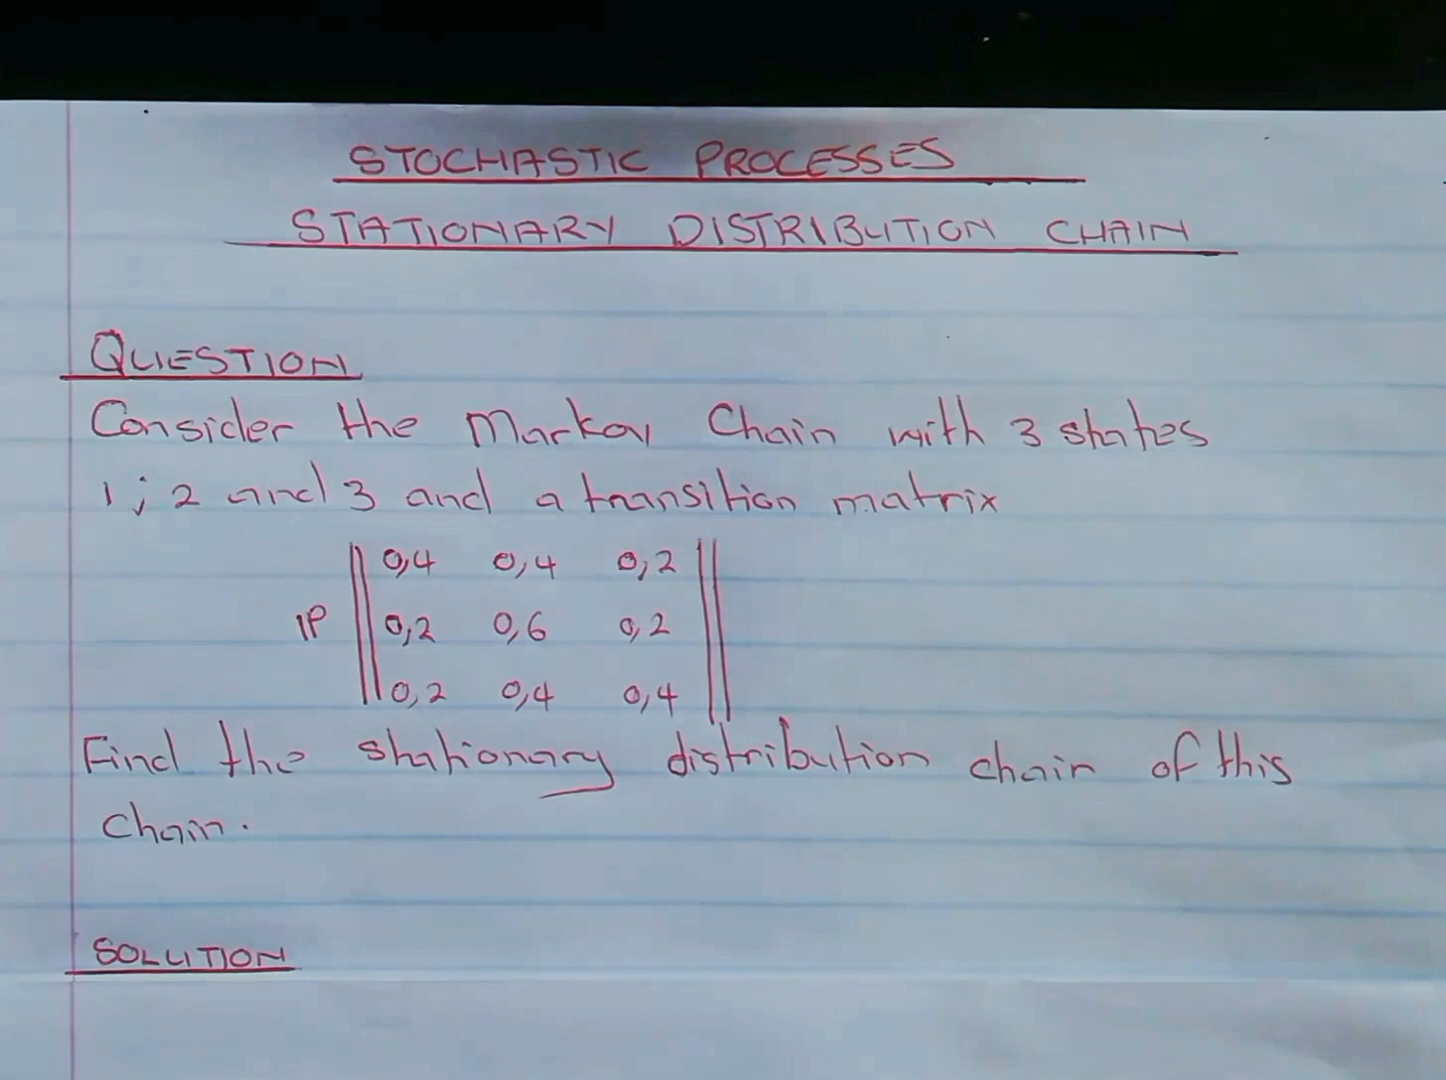 STOCHASTIC PROCESSES
STATIONARY DISTRIBUTION CHAIN
QUESTION
Consider the Markov Chain with 3 states
1; 2 and 3 and a transition matrix
0,4 0,4 0,2
IP 0,2 0,6 0,2
0,2 0,4 0,4
Find the stationary distribution chain of this
chain.
SOLUTION